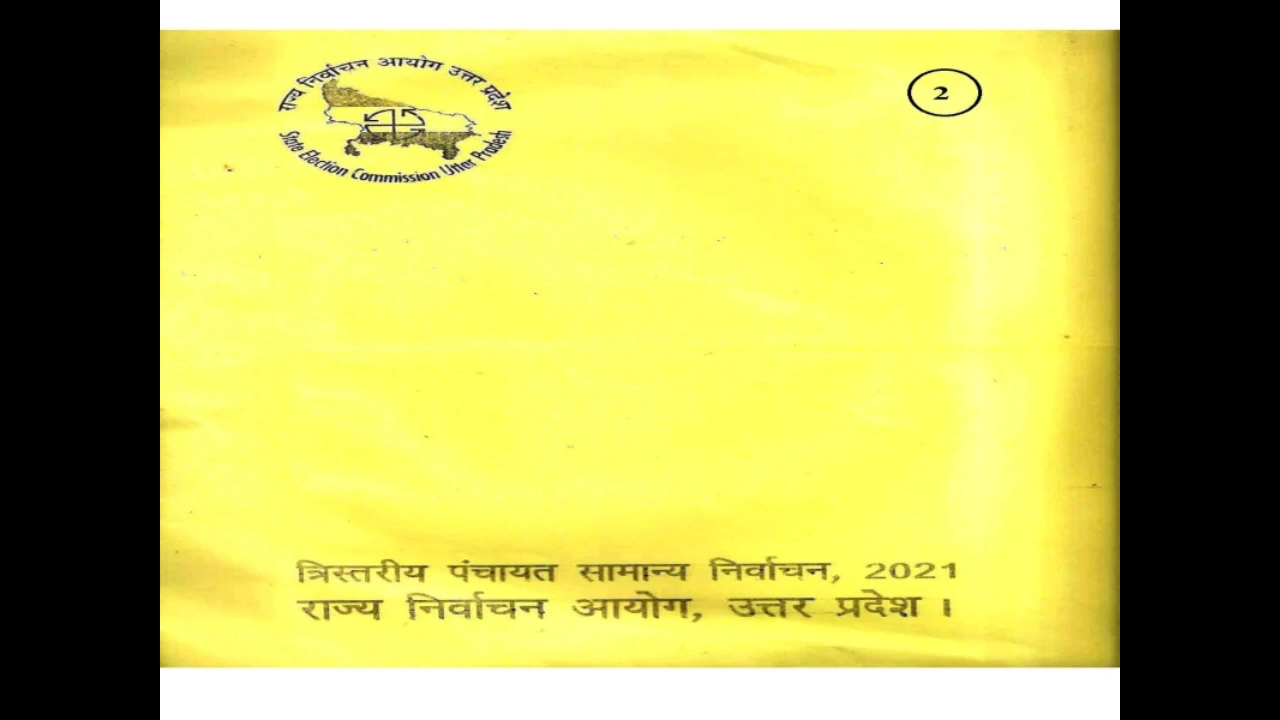 राज्य निर्वाचन आयोग उत्तर प्रदेश
State Election Commission Utter Pradesh
2
त्रिस्तरीय पंचायत सामान्य निर्वाचन, 2021
राज्य निर्वाचन आयोग, उत्तर प्रदेश ।